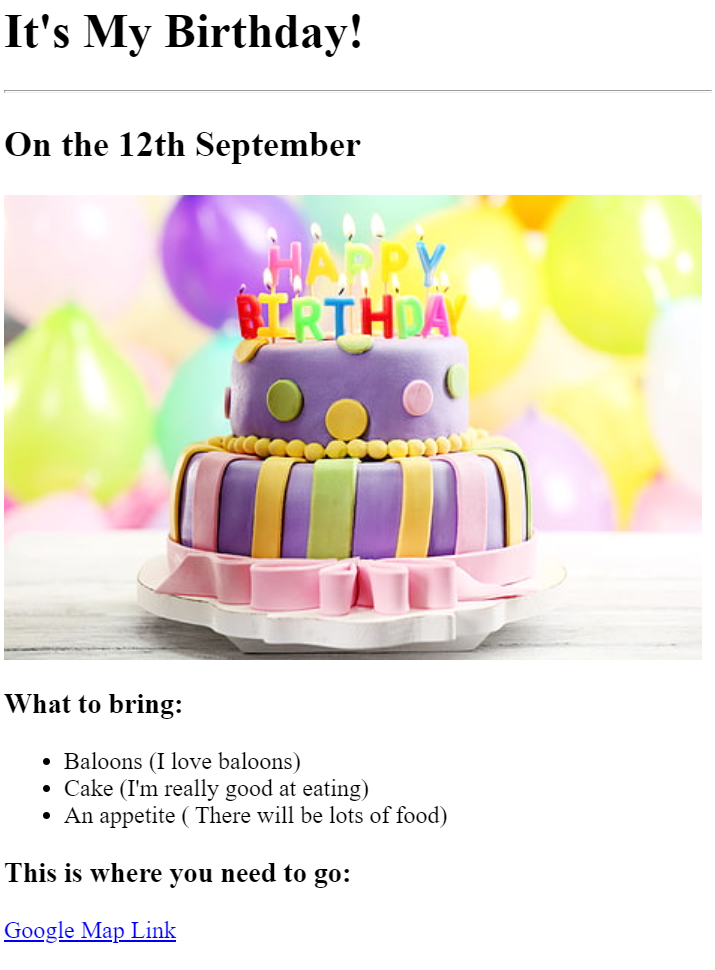 It's My Birthday!
On the 12th September
HAPPY
BIRTHDAY
What to bring:
Baloons (I love baloons)
Cake (I'm really good at eating)
An appetite ( There will be lots of food)
This is where you need to go:
Google Map Link